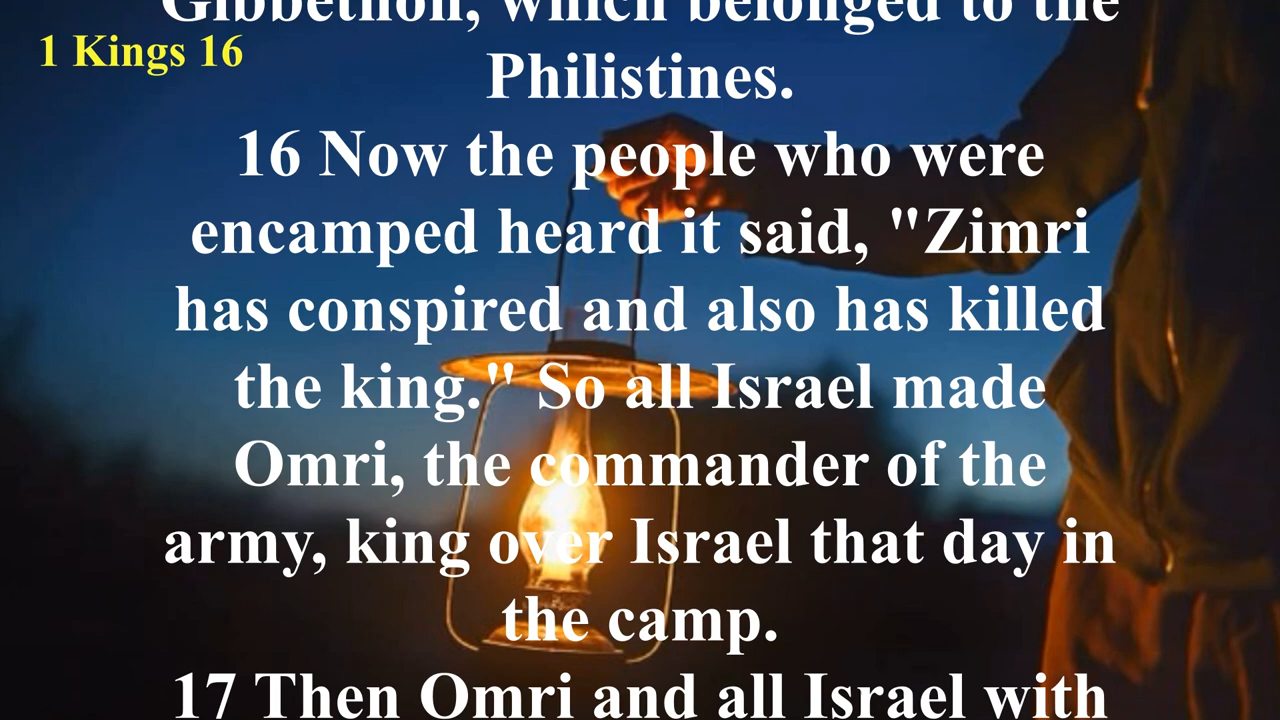 Gibbethon, which belonged to the
1 Kings 16
Philistines.
16 Now the people who were
encamped heard it said, "Zimri
has conspired and also has killed
the king." So all Israel made
Omri, the commander of the
army, king over Israel that day in
the camp.
17 Then Omri and all Israel with